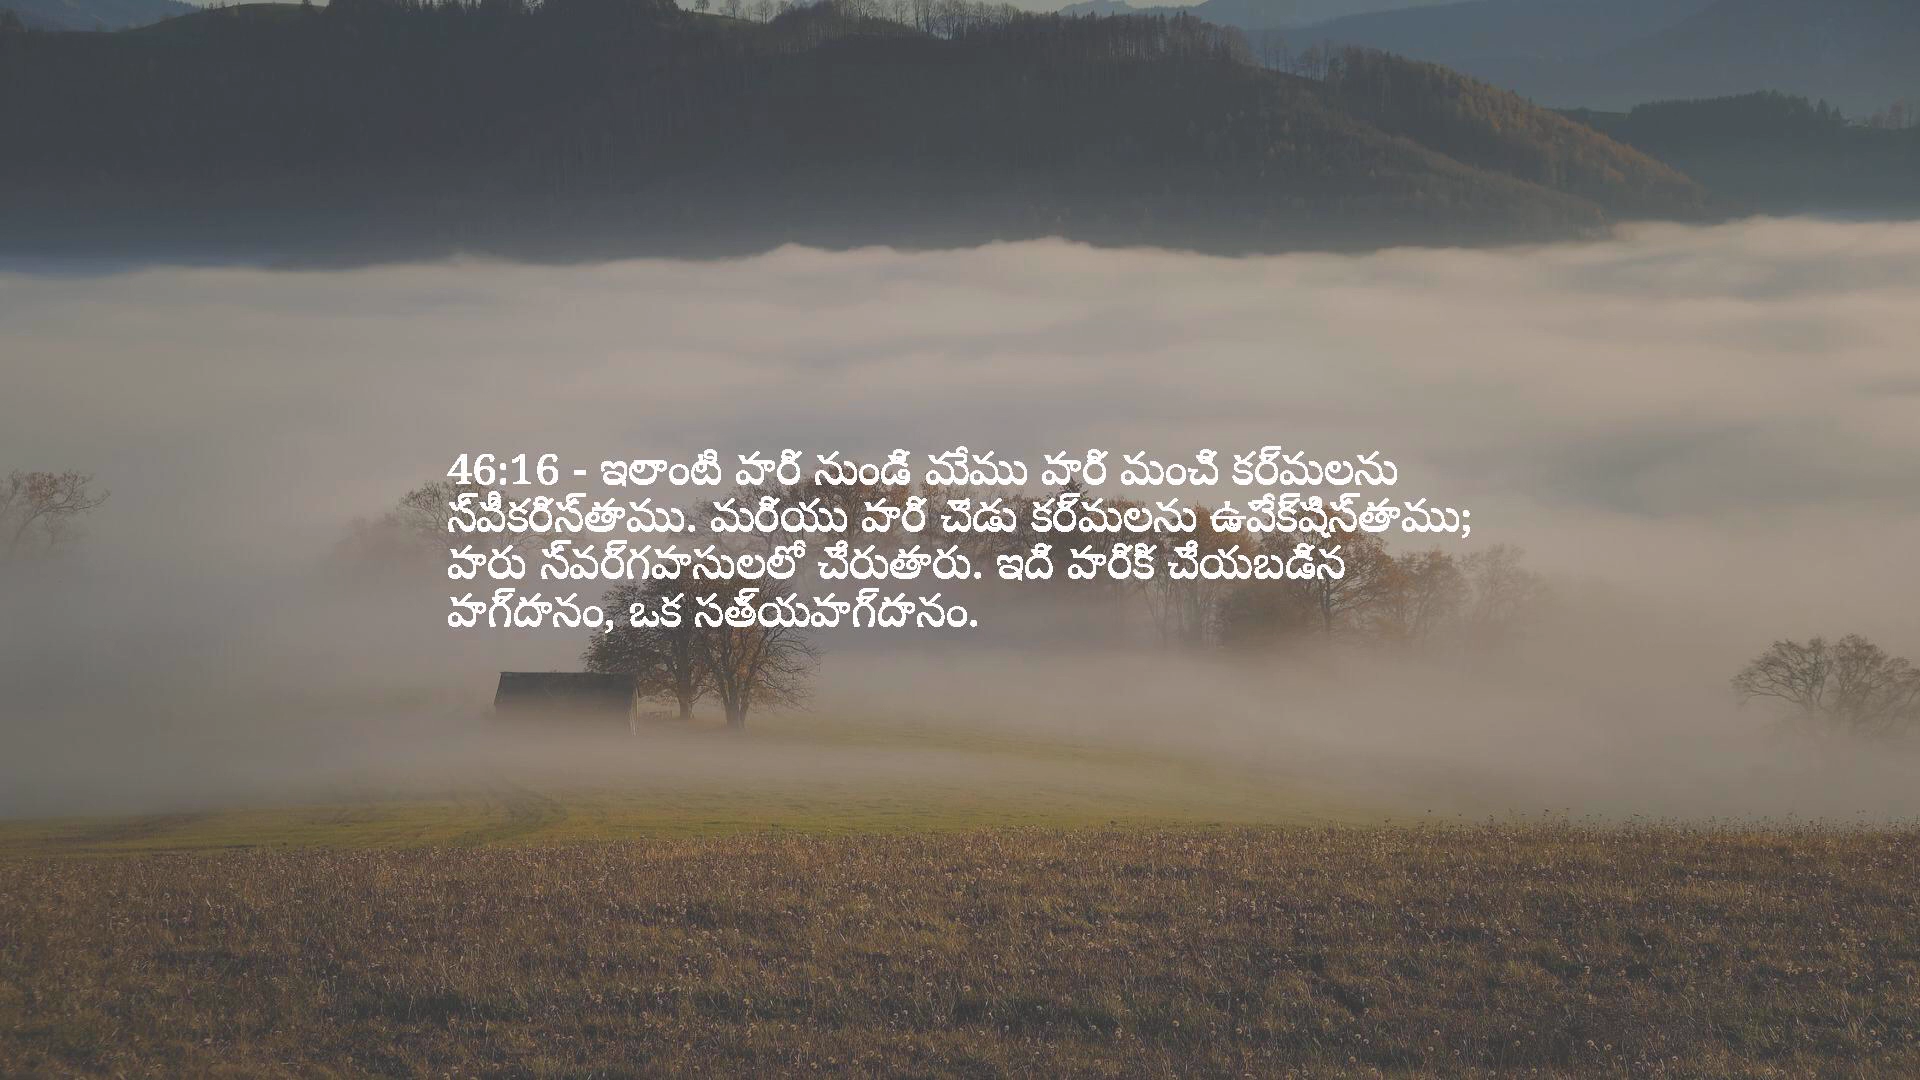 46:16 - ఇలాంటి వారి నుండి మేము వారి మంచి కర్మలను
స్వీకరిస్తాము. మరియు వారి చెడు కర్మలను ఉపేక్షిస్తాము;
వారు స్వర్గవాసులలో చేరుతారు. ఇది వారికి చేయబడిన
వాగ్దానం, ఒక సత్యవాగ్దానం.